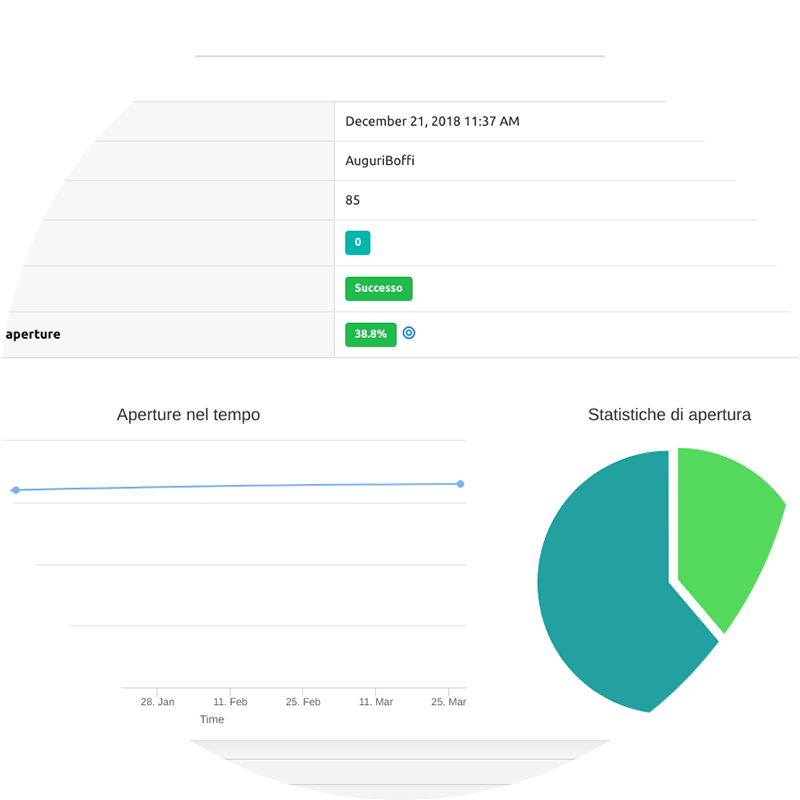 December 21, 2018 11:37 AM
AuguriBoffi
85
0
Successo
aperture 38.8%
Aperture nel tempo
Statistiche di apertura
28. Jan 11. Feb 25. Feb 11. Mar 25. Mar
Time